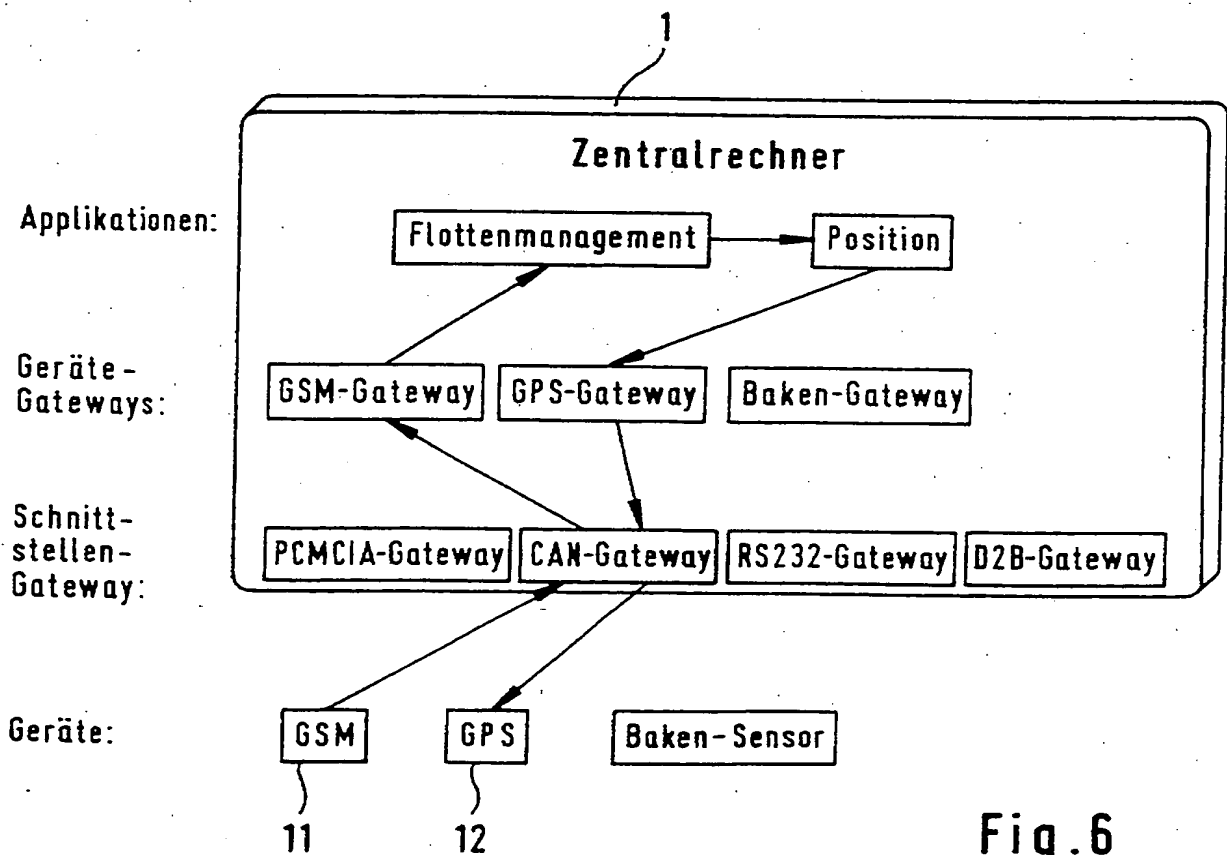 1
Zentralrechner
Applikationen:
Flottenmanagement
Position
Geräte-
Gateways:
GSM-Gateway
GPS-Gateway
Baken-Gateway
Schnitt-
stellen-
Gateway:
PCMCIA-Gateway
CAN-Gateway
RS232-Gateway
D2B-Gateway
Geräte:
GSM
GPS
Baken-Sensor
11
12
Fig.6